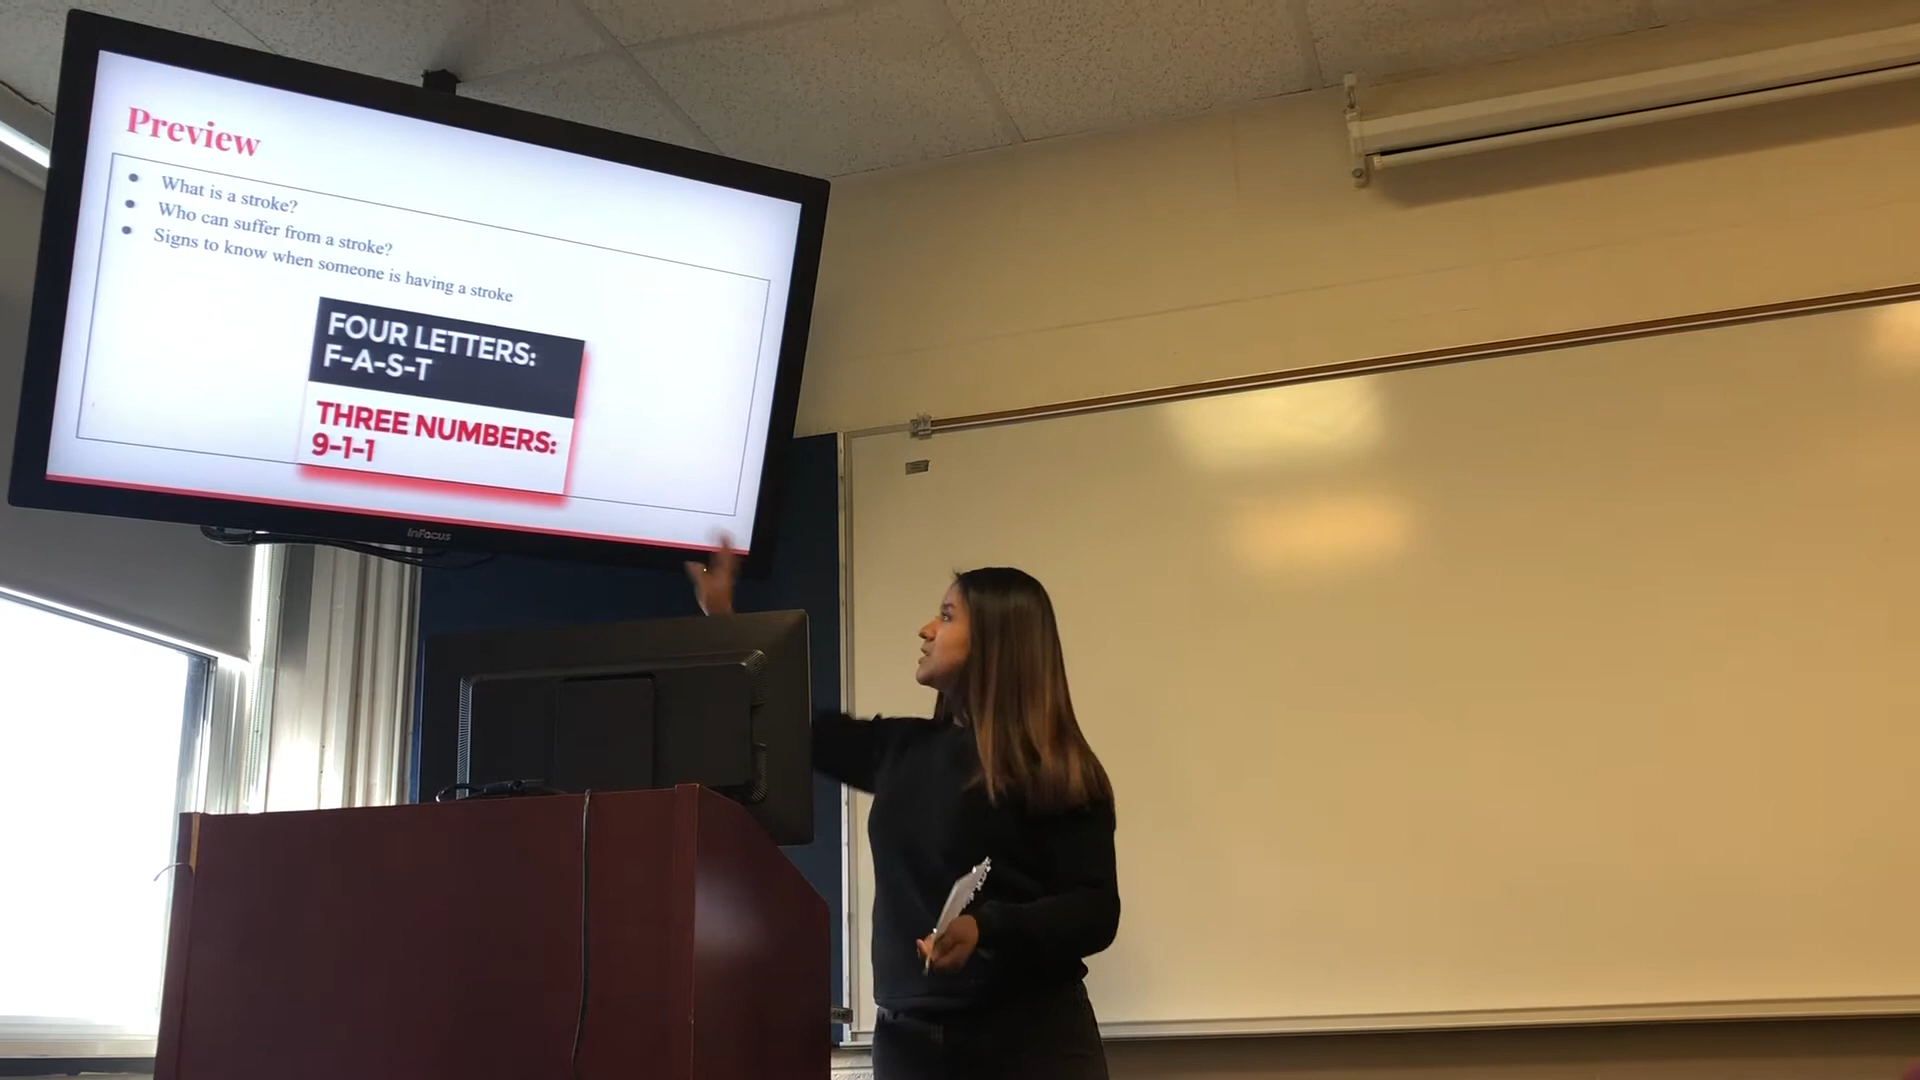 Preview
● What is a stroke?
● Who can suffer from a stroke?
● Signs to know when someone is having a stroke
FOUR LETTERS:
F-A-S-T
THREE NUMBERS:
9-1-1
InFocus